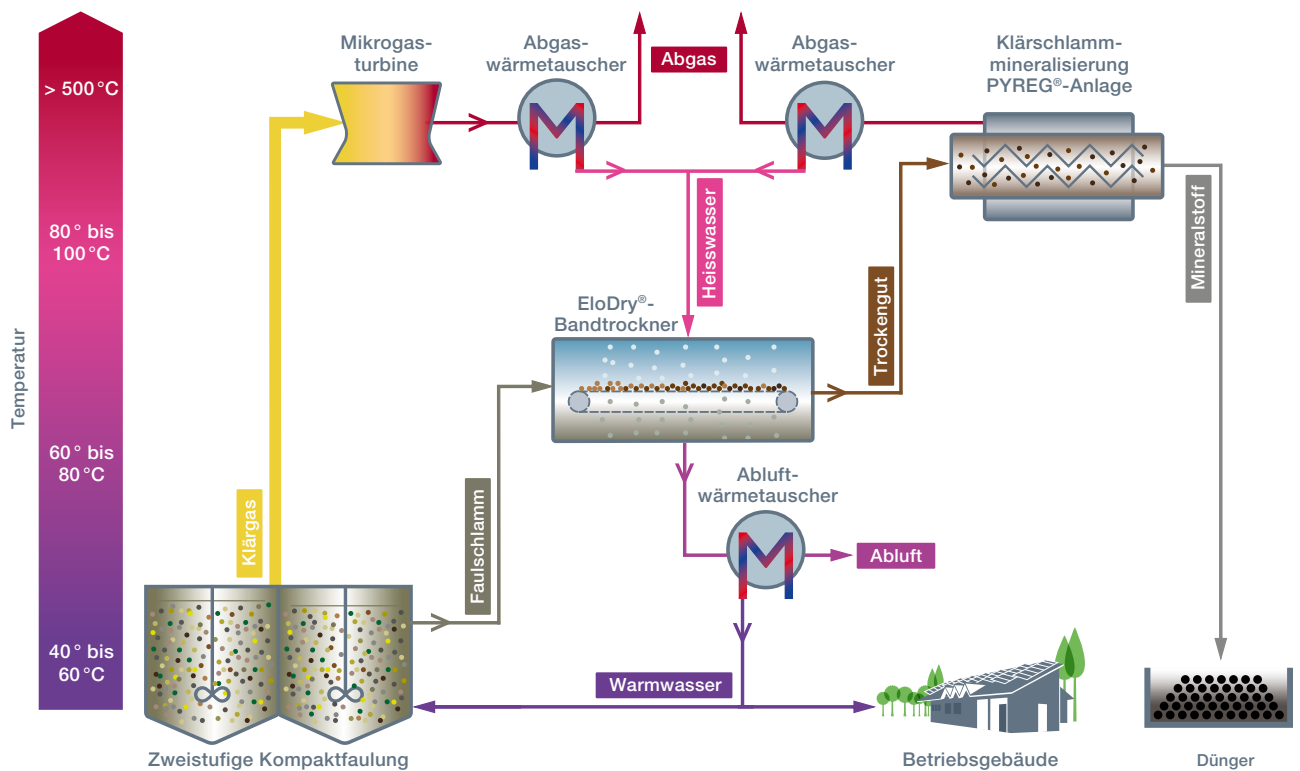 Mikrogas-
turbine
Abgas-
wärmetauscher
Abgas
Abgas-
wärmetauscher
Klärschlamm-
mineralisierung
PYREG®-Anlage
> 500 °C
80° bis
100 °C
60° bis
80 °C
40° bis
60 °C
Temperatur
Heisswasser
Mineralstoff
EloDry®-
Bandtrockner
Trockengut
Klärgas
Faulschlamm
Abluft-
wärmetauscher
Abluft
Warmwasser
Zweistufige Kompaktfaulung
Betriebsgebäude
Dünger